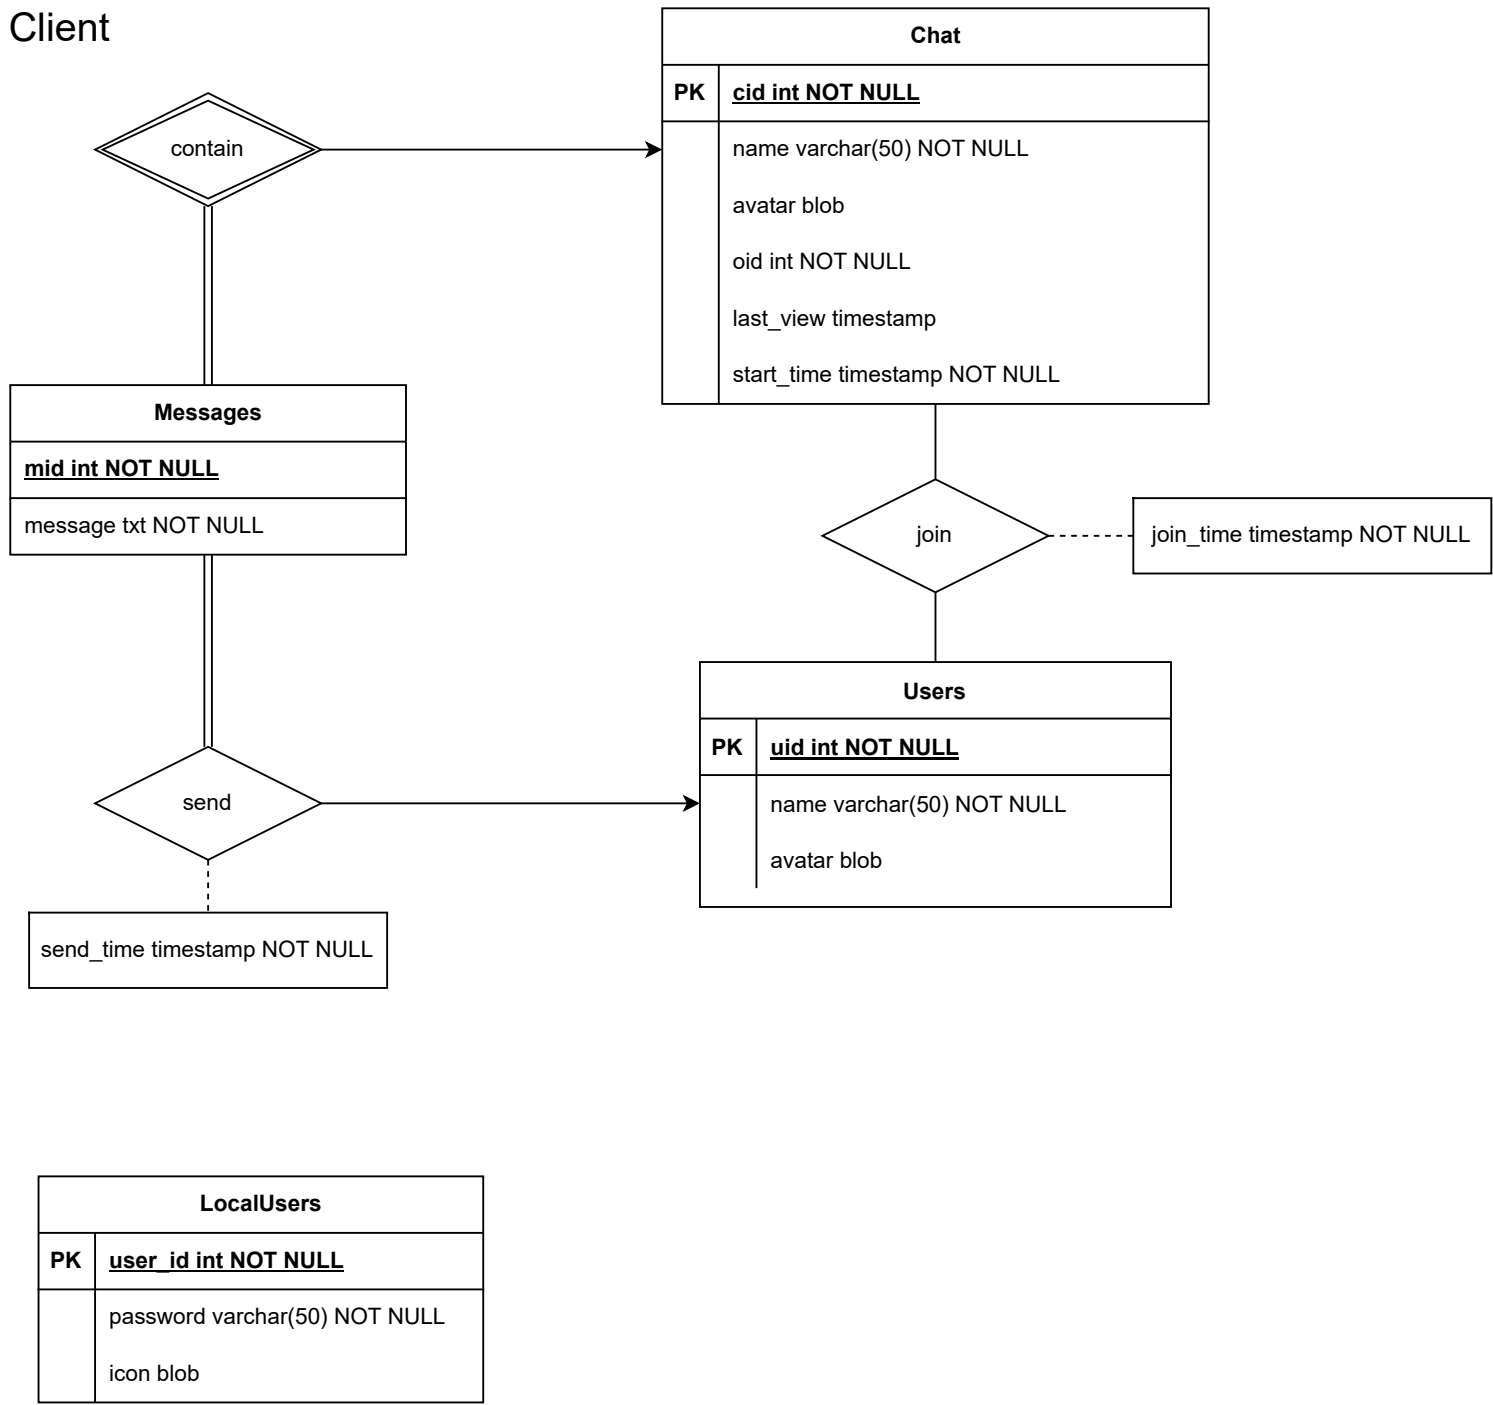 Client
Chat
PK
cid int NOT NULL
name varchar(50) NOT NULL
avatar blob
oid int NOT NULL
last_view timestamp
start_time timestamp NOT NULL
contain
Messages
mid int NOT NULL
message txt NOT NULL
join
join_time timestamp NOT NULL
Users
PK
uid int NOT NULL
name varchar(50) NOT NULL
avatar blob
send
send_time timestamp NOT NULL
LocalUsers
PK
user_id int NOT NULL
password varchar(50) NOT NULL
icon blob